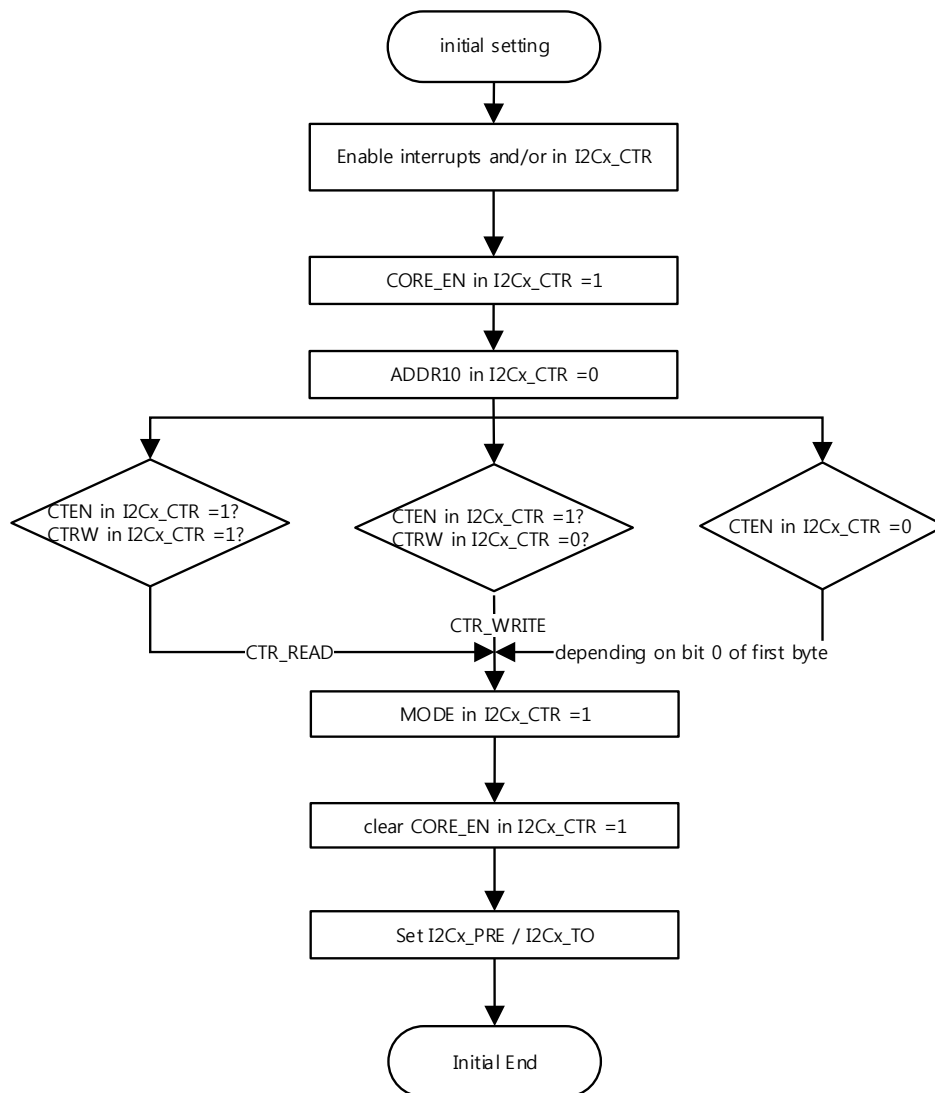 initial setting
Enable interrupts and/or in I2Cx_CTR
CORE_EN in I2Cx_CTR =1
ADDR10 in I2Cx_CTR =0
CTEN in I2Cx_CTR =1?
CTRW in I2Cx_CTR =1?
CTEN in I2Cx_CTR =1?
CTRW in I2Cx_CTR =0?
CTEN in I2Cx_CTR =0
CTR_WRITE
CTR_READ
depending on bit 0 of first byte
MODE in I2Cx_CTR =1
clear CORE_EN in I2Cx_CTR =1
Set I2Cx_PRE / I2Cx_TO
Initial End